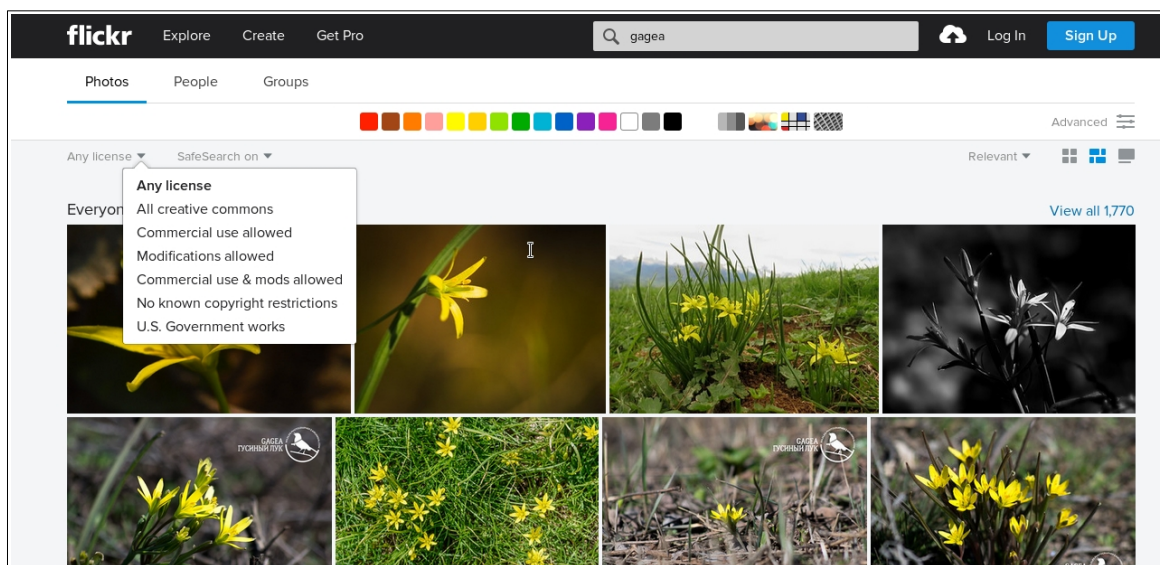 flickr Explore Create Get Pro gagea Log In Sign Up
Photos People Groups
Advanced
Any license SafeSearch on Relevant
Any license
All creative commons
Commercial use allowed
Modifications allowed
Commercial use & mods allowed
No known copyright restrictions
U.S. Government works
Everyon View all 1,770
GAGEA
ГУСИНЫЙ ЛУК
GAGEA
ГУСИНЫЙ ЛУК
GAGEA